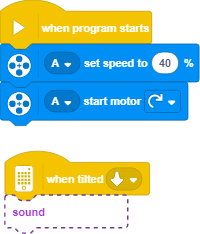 when program starts
A set speed to 40 %
A start motor
when tilted
sound